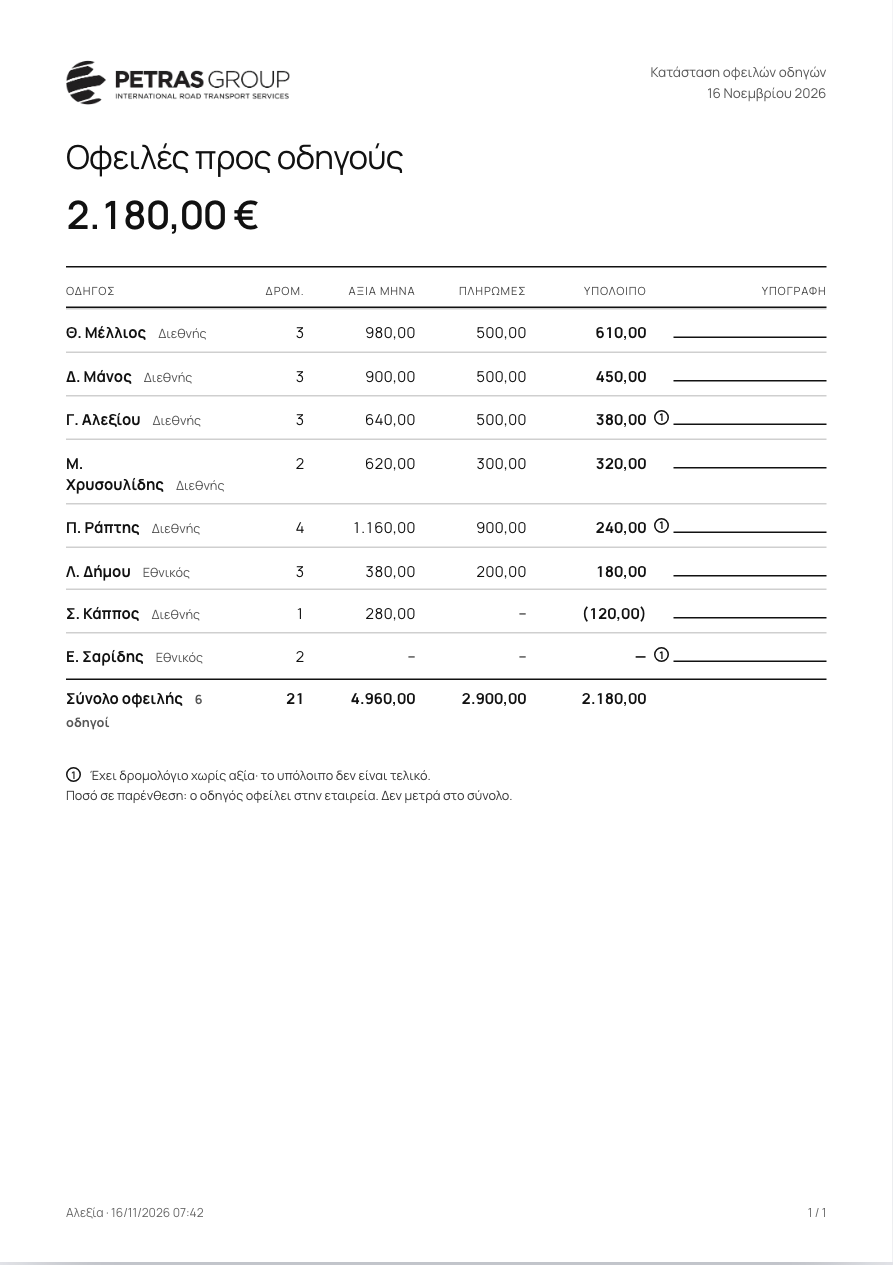 PETRAS GROUP
INTERNATIONAL ROAD TRANSPORT SERVICES
Κατάσταση οφειλών οδηγών
16 Νοεμβρίου 2026
Οφειλές προς οδηγούς
2.180,00 €
ΟΔΗΓΟΣ ΔΡΟΜ. ΑΞΙΑ ΜΗΝΑ ΠΛΗΡΩΜΕΣ ΥΠΟΛΟΙΠΟ ΥΠΟΓΡΑΦΗ
Θ. Μέλλιος Διεθνής 3 980,00 500,00 610,00
Δ. Μάνος Διεθνής 3 900,00 500,00 450,00
Γ. Αλεξίου Διεθνής 3 640,00 500,00 380,00 ①
Μ. 2 620,00 300,00 320,00
Χρυσουλίδης Διεθνής
Π. Ράπτης Διεθνής 4 1.160,00 900,00 240,00 ①
Λ. Δήμου Εθνικός 3 380,00 200,00 180,00
Σ. Κάππος Διεθνής 1 280,00 – (120,00)
Ε. Σαρίδης Εθνικός 2 – – – ①
Σύνολο οφειλής 6 21 4.960,00 2.900,00 2.180,00
οδηγοί
① Έχει δρομολόγιο χωρίς αξία· το υπόλοιπο δεν είναι τελικό.
Ποσό σε παρένθεση: ο οδηγός οφείλει στην εταιρεία. Δεν μετρά στο σύνολο.
Αλεξία · 16/11/2026 07:42
1 / 1